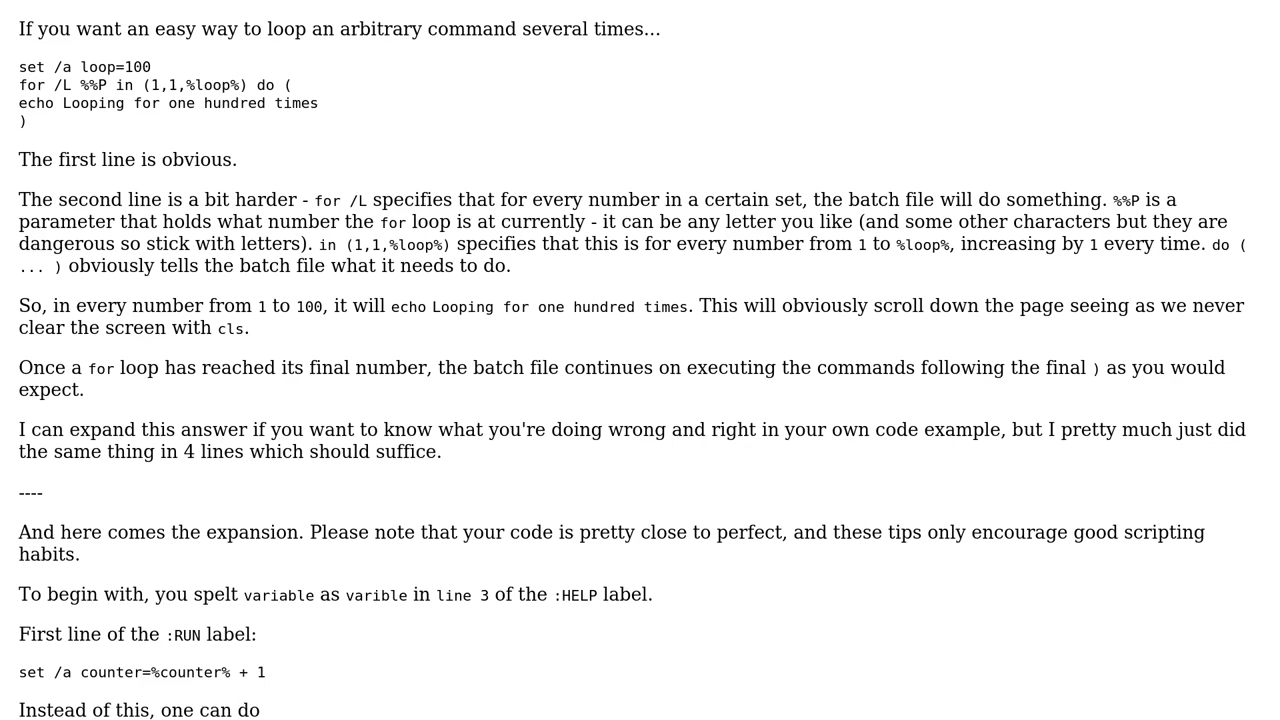 If you want an easy way to loop an arbitrary command several times...
set /a loop=100
for /L %%P in (1,1,%loop%) do (
echo Looping for one hundred times
)
The first line is obvious.
The second line is a bit harder - for /L specifies that for every number in a certain set, the batch file will do something. %%P is a
parameter that holds what number the for loop is at currently - it can be any letter you like (and some other characters but they are
dangerous so stick with letters). in (1,1,%loop%) specifies that this is for every number from 1 to %loop%, increasing by 1 every time. do (
... ) obviously tells the batch file what it needs to do.
So, in every number from 1 to 100, it will echo Looping for one hundred times. This will obviously scroll down the page seeing as we never
clear the screen with cls.
Once a for loop has reached its final number, the batch file continues on executing the commands following the final ) as you would
expect.
I can expand this answer if you want to know what you're doing wrong and right in your own code example, but I pretty much just did
the same thing in 4 lines which should suffice.
----
And here comes the expansion. Please note that your code is pretty close to perfect, and these tips only encourage good scripting
habits.
To begin with, you spelt variable as varible in line 3 of the :HELP label.
First line of the :RUN label:
set /a counter=%counter% + 1
Instead of this, one can do